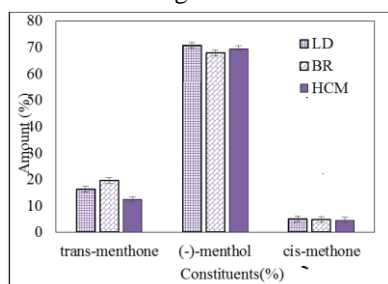 80
70
60
50
40
30
20
10
0
Amount (%)
LD
BR
HCM
trans-menthone
(-)-menthol
cis-methone
Constituents(%)